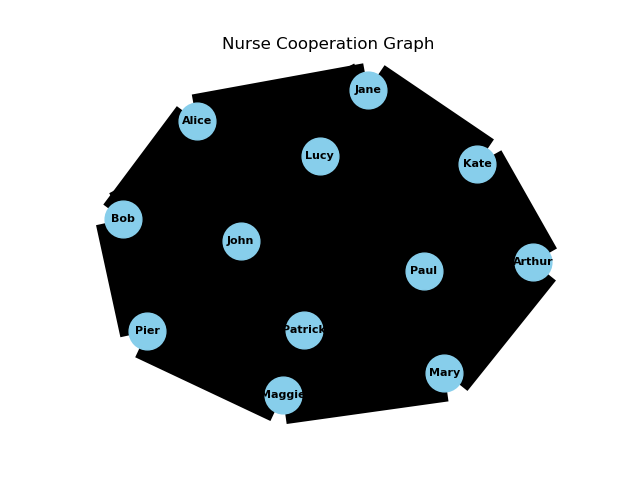 Nurse Cooperation Graph
Jane
Alice
Lucy
Kate
Bob
John
Arthur
Paul
Patrick
Pier
Mary
Maggie